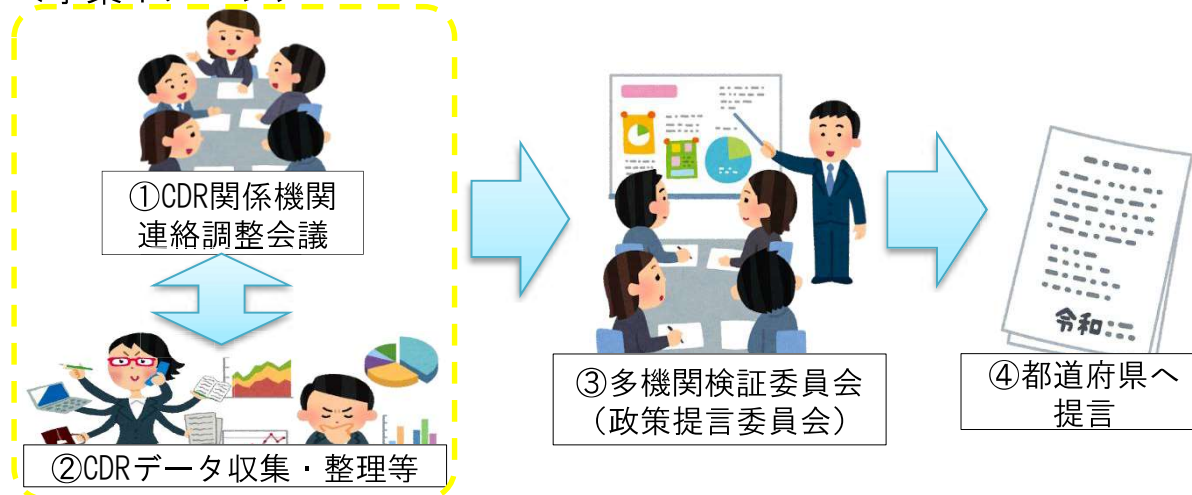 ①CDR関係機関
連絡調整会議
②CDRデータ収集・整理等
③多機関検証委員会
（政策提言委員会）
令和
④都道府県へ
提言